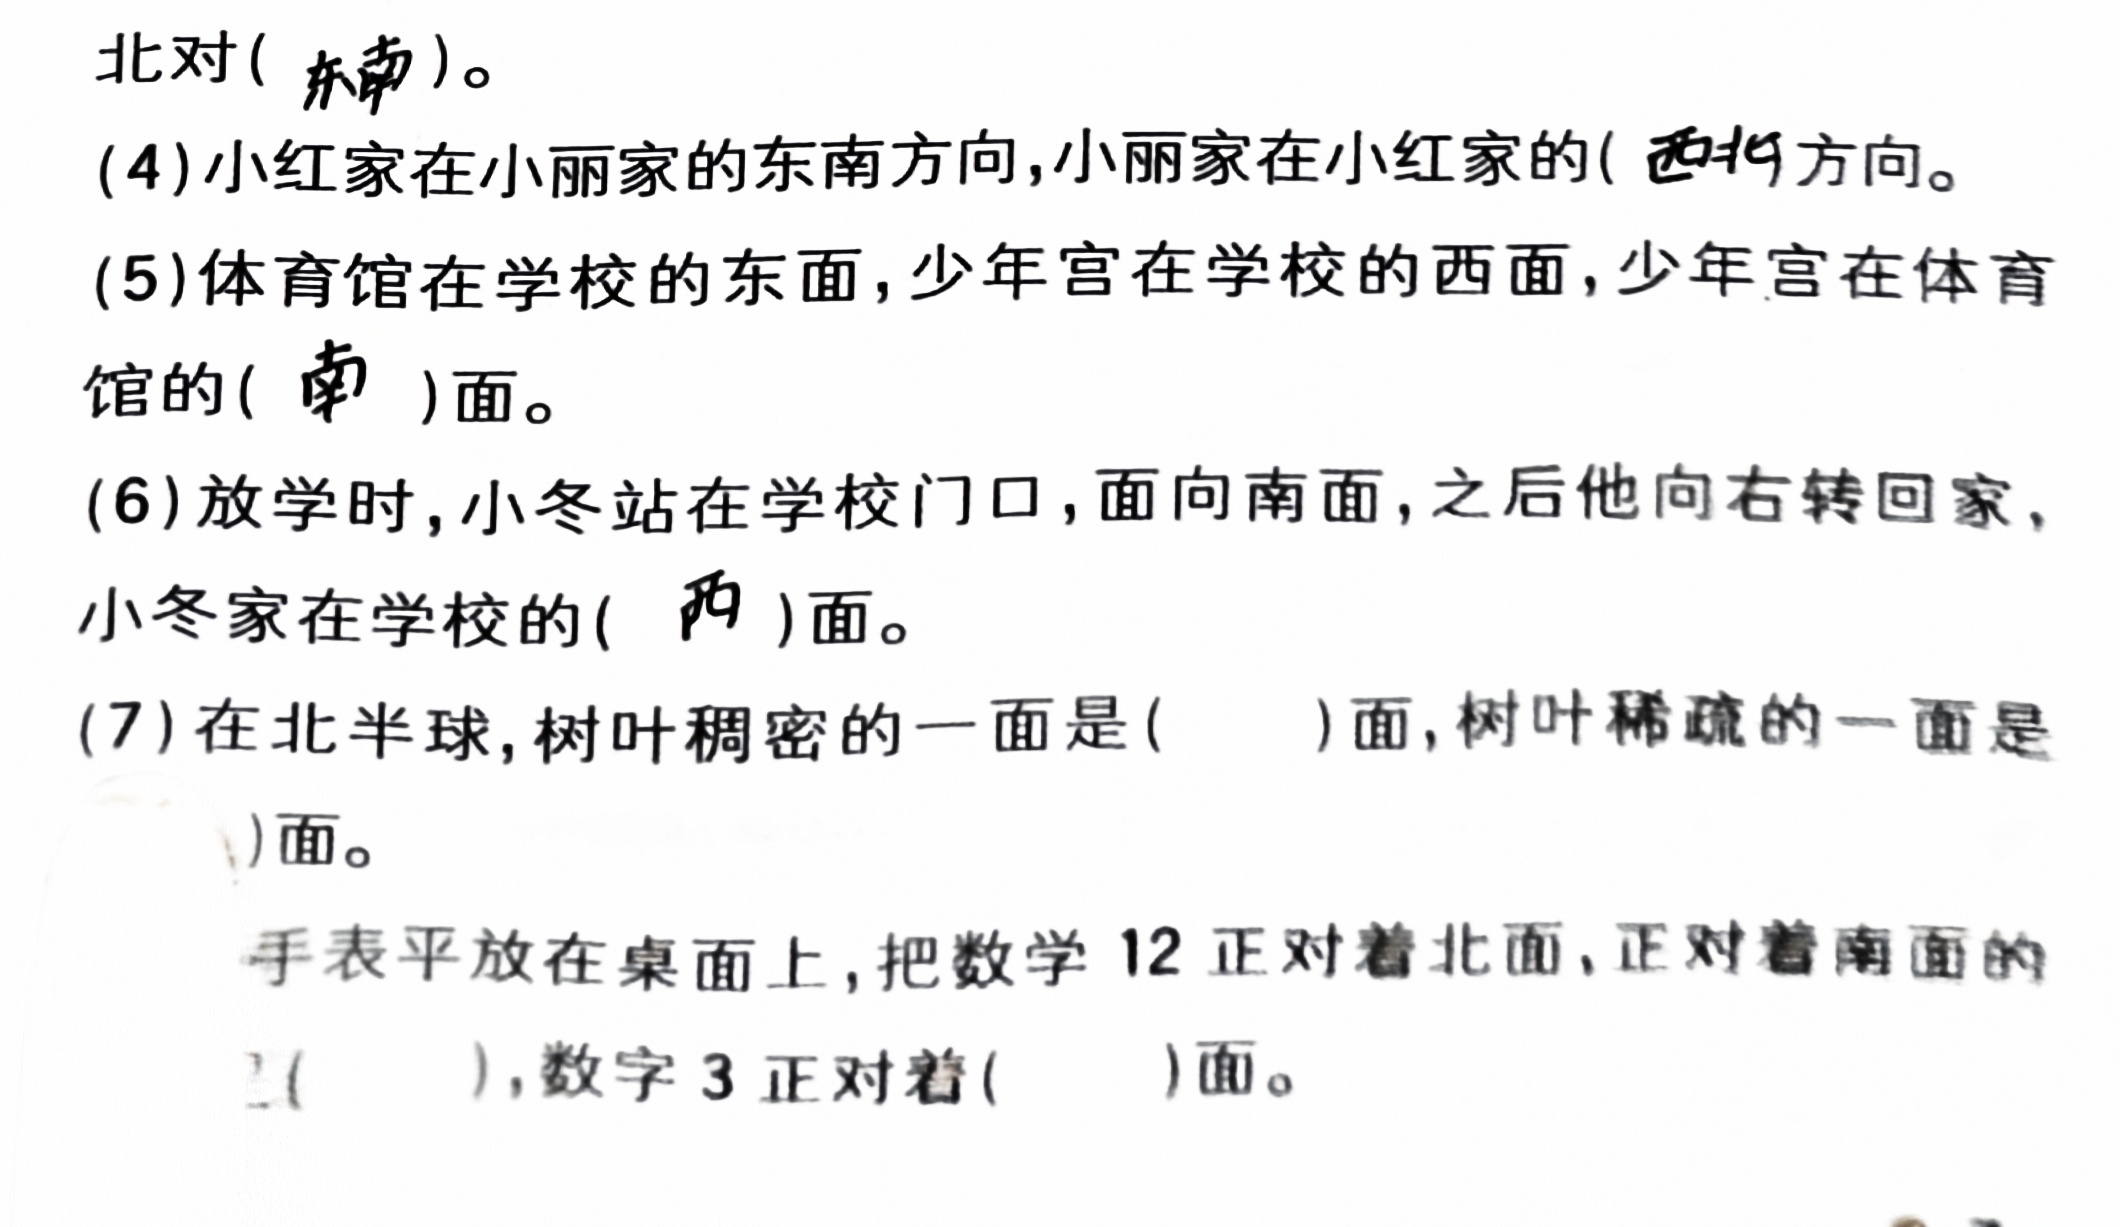 北对(东南)。
(4)小红家在小丽家的东南方向,小丽家在小红家的(西北)方向。
(5)体育馆在学校的东面,少年宫在学校的西面,少年宫在体育
馆的(南)面。
(6)放学时,小冬站在学校门口,面向南面,之后他向右转回家,
小冬家在学校的(西)面。
(7)在北半球,树叶稠密的一面是(    )面,树叶稀疏的一面是
)面。
手表平放在桌面上,把数学12正对着北面,正对着南面的
(    ),数字3正对着(    )面。